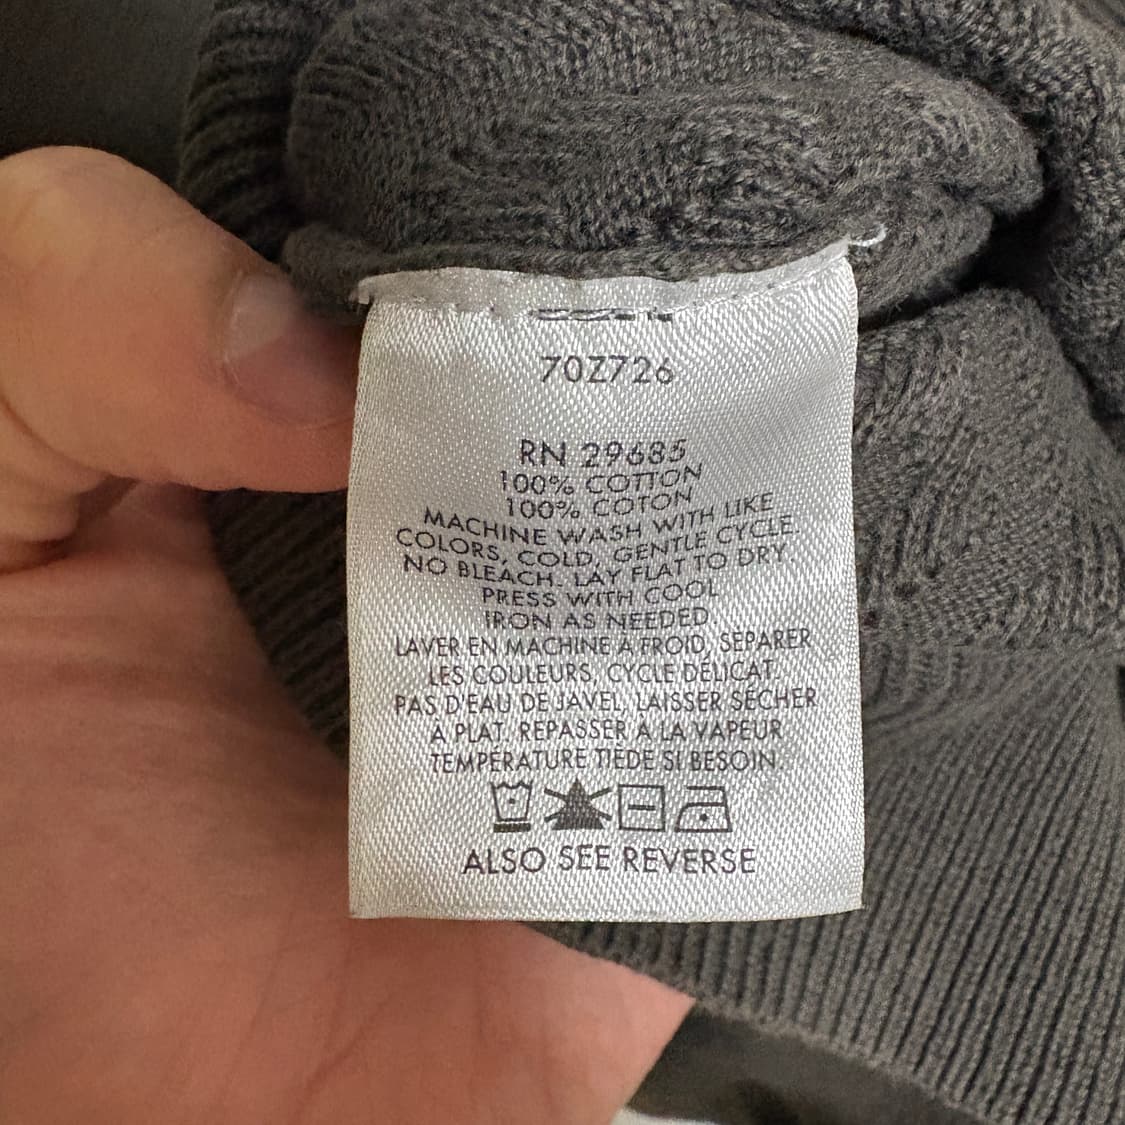 70Z726
RN 29685
100% COTTON
100% COTON
MACHINE WASH WITH LIKE
COLORS, COLD, GENTLE CYCLE.
NO BLEACH. LAY FLAT TO DRY.
PRESS WITH COOL
IRON AS NEEDED.
LAVER EN MACHINE À FROID, SÉPARER
LES COULEURS, CYCLE DÉLICAT.
PAS D'EAU DE JAVEL, LAISSER SÉCHER
À PLAT, REPASSER À LA VAPEUR
TEMPÉRATURE TIÈDE SI BESOIN.
ALSO SEE REVERSE